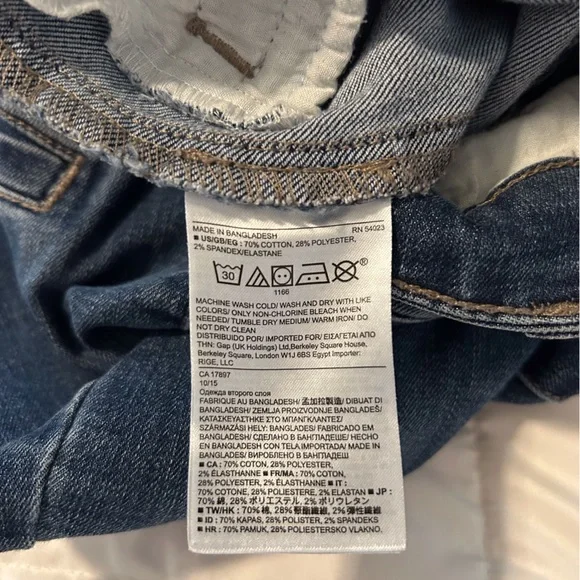 MADE IN BANGLADESH RN 54023
■ US/GB/EG : 70% COTTON, 28% POLYESTER,
2% SPANDEX/ELASTANE
30
®
1166
MACHINE WASH COLD/ WASH AND DRY WITH LIKE
COLORS/ ONLY NON-CHLORINE BLEACH WHEN
NEEDED/ TUMBLE DRY MEDIUM/ WARM IRON/ DO
NOT DRY CLEAN
DISTRIBUIDO POR/ IMPORTED FOR/ ΕΙΣΑΓΕΤΑΙ ΑΠΟ
THN: Gap (UK Holdings) Ltd,Berkeley Square House,
Berkeley Square, London W1J 6BS Egypt Importer:
RIGE, LLC
CA 17897
10/15
Одежда второго слоя
FABRIQUE AU BANGLADESH/ 孟加拉製造/ DIBUAT DI
BANGLADESH/ ZEMLJA PROIZVODNJE BANGLADEŠ/
ΚΑΤΑΣΚΕΥΑΣΤΗΚΕ ΣΤΟ ΜΠΑΝΓΚΛΑΝΤΕΣ/
SZÁRMAZÁSI HELY: BANGLADES/ FABRICADO EM
BANGLADESH/ СДЕЛАНО В БАНГЛАДЕШЕ/ HECHO
EN BANGLADESH CON TELA IMPORTADA/ MADE IN
BANGLADESH/ WYPRODUKOWANO W BANGLADESZU
■ CA : 70% COTON, 28% POLYESTER,
2% ÉLASTHANNE ■ FR/MA : 70% COTON,
28% POLYESTER, 2% ÉLASTHANNE ■ IT :
70% COTONE, 28% POLIESTERE, 2% ELASTAN ■ JP :
70% 綿, 28% ポリエステル, 2% ポリウレタン
■ TW/HK : 70% 棉, 28% 聚酯纖維, 2% 彈性纖維
■ ID : 70% KAPAS, 28% POLISTER, 2% SPANDEKS
■ HR : 70% PAMUK, 28% POLIESTERSKO VLAKNO,